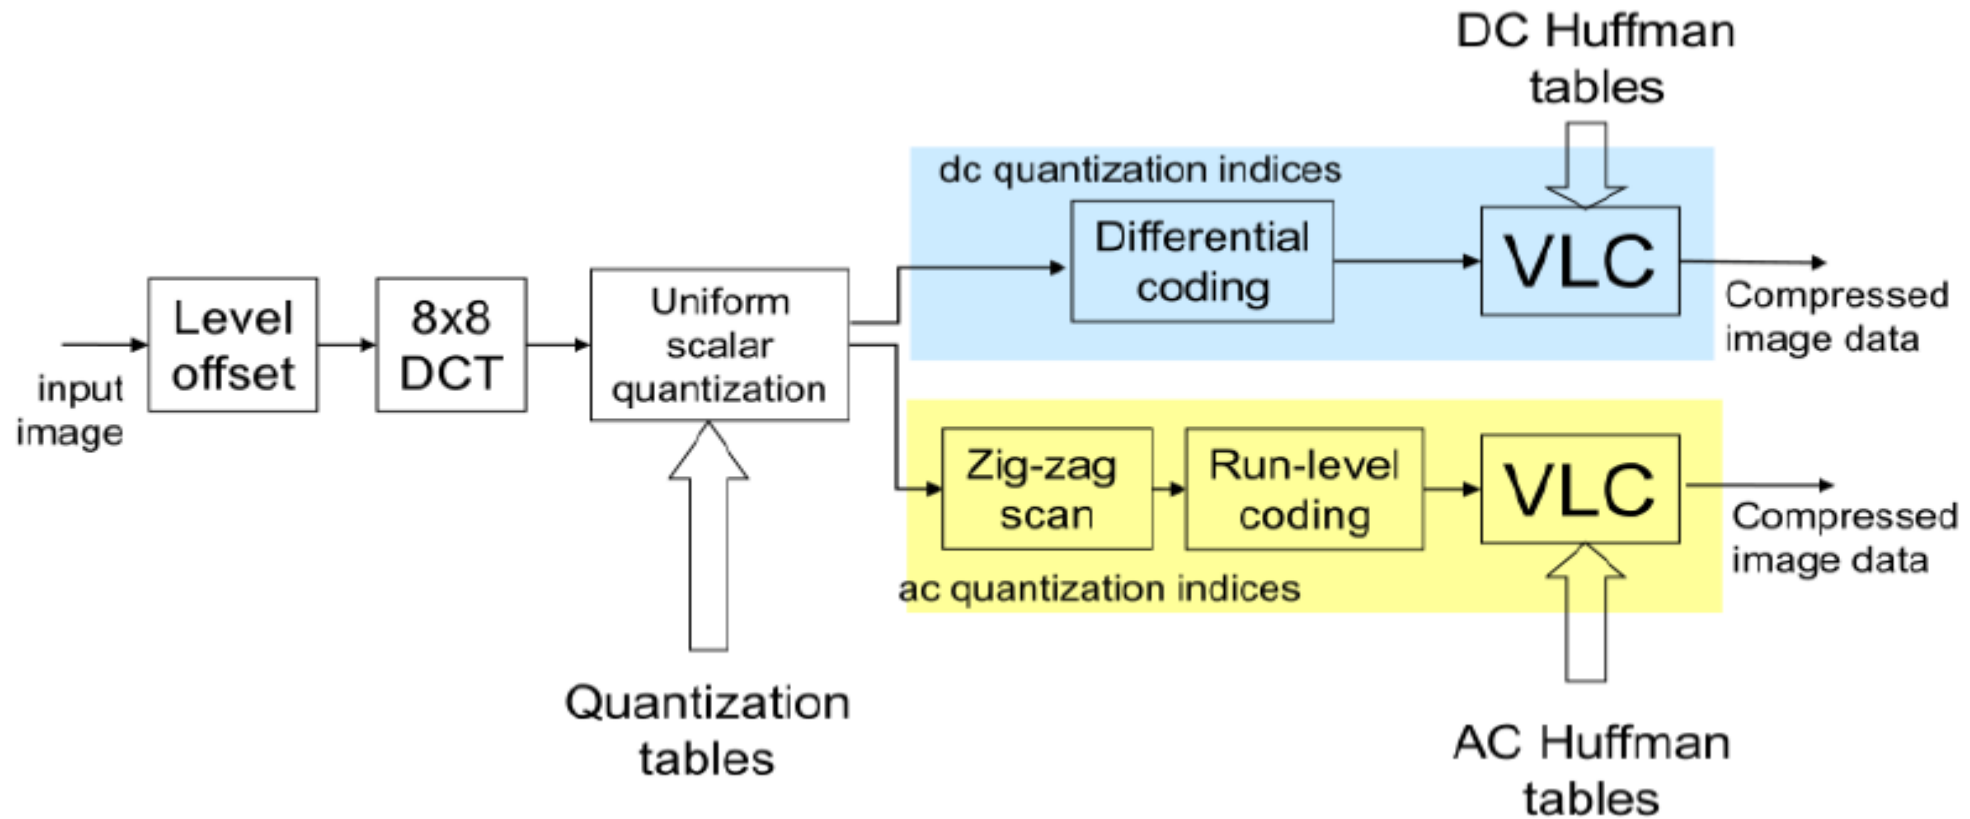 DC Huffman
tables
dc quantization indices
Differential
coding
VLC
Compressed
image data
input
image
Level
offset
8x8
DCT
Uniform
scalar
quantization
Zig-zag
scan
Run-level
coding
VLC
Compressed
image data
ac quantization indices
Quantization
tables
AC Huffman
tables